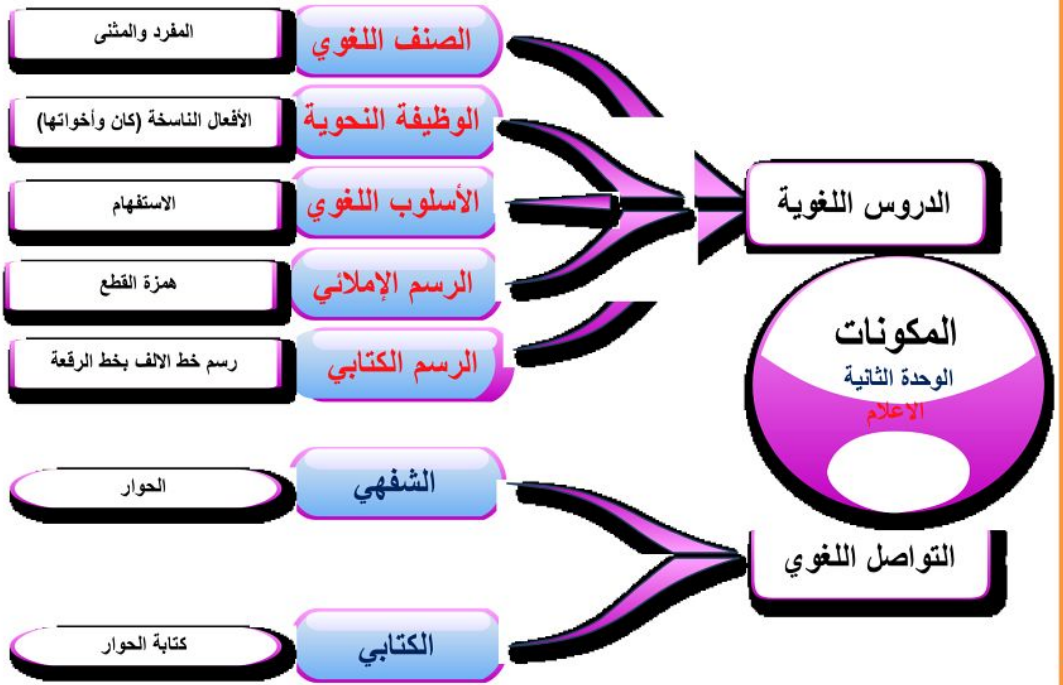 الدروس اللغوية
الصنف اللغوي
المفرد والمثنى
الوظيفة النحوية
الأفعال الناسخة (كان وأخواتها)
الأسلوب اللغوي
الاستفهام
الرسم الإملائي
همزة القطع
الرسم الكتابي
رسم خط الالف بخط الرقعة
المكونات
الوحدة الثانية
الاعلام
التواصل اللغوي
الشفهي
الحوار
الكتابي
كتابة الحوار